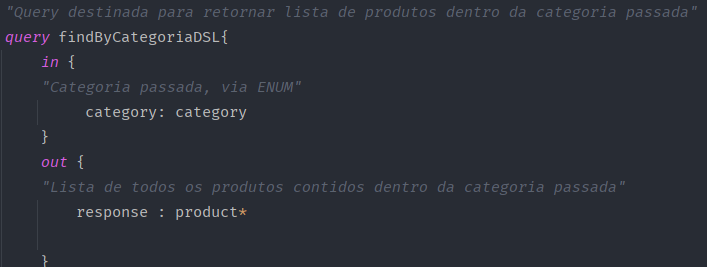 "Query destinada para retornar lista de produtos dentro da categoria passada"
query findByCategoriaDSL{
in {
"Categoria passada, via ENUM"
category: category
}
out {
"Lista de todos os produtos contidos dentro da categoria passada"
response : product*
}